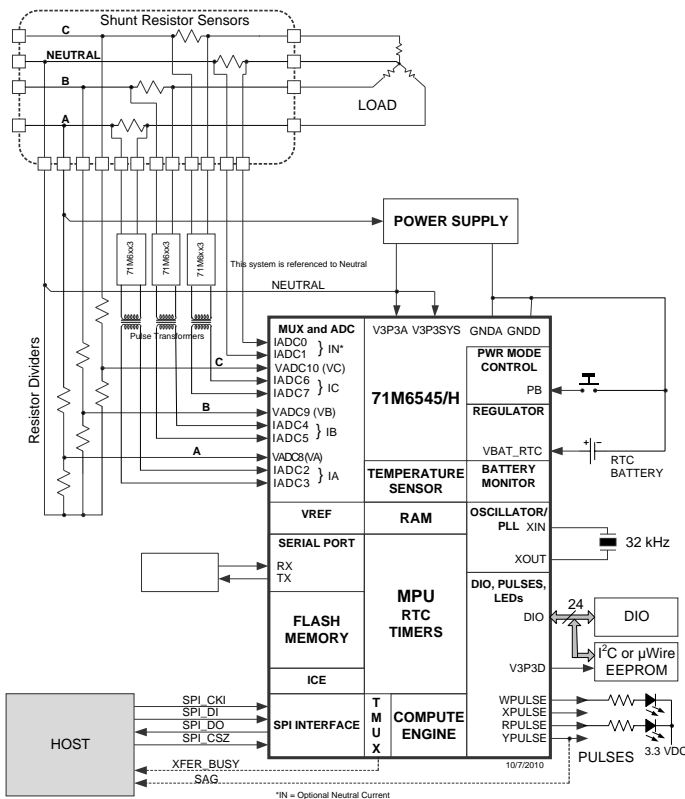 Shunt Resistor Sensors
C
NEUTRAL
B
A
LOAD
POWER SUPPLY
71M6xx3
71M6xx3
71M6xx3
This system is referenced to Neutral
NEUTRAL
Pulse Transformers
Resistor Dividers
MUX and ADC
IADC0
IADC1 } IN*
C
VADC10 (VC)
IADC6
IADC7 } IC
B
VADC9 (VB)
IADC4
IADC5 } IB
A
VADC8(VA)
IADC2
IADC3 } IA
V3P3A V3P3SYS GNDA GNDD
71M6545/H
PWR MODE
CONTROL
PB
REGULATOR
VBAT_RTC
+ –
RTC
BATTERY
TEMPERATURE
SENSOR
BATTERY
MONITOR
VREF
RAM
OSCILLATOR/
PLL XIN
XOUT
32 kHz
SERIAL PORT
RX
TX
MPU
RTC
TIMERS
DIO, PULSES,
LEDs
DIO
24
DIO
I2C or µWire
EEPROM
V3P3D
FLASH
MEMORY
ICE
HOST
SPI_CKI
SPI_DI
SPI_DO
SPI_CSZ
SPI INTERFACE
TMUX
COMPUTE
ENGINE
WPULSE
XPULSE
RPULSE
YPULSE
PULSES
3.3 VDC
XFER_BUSY
SAG
10/7/2010
*IN = Optional Neutral Current